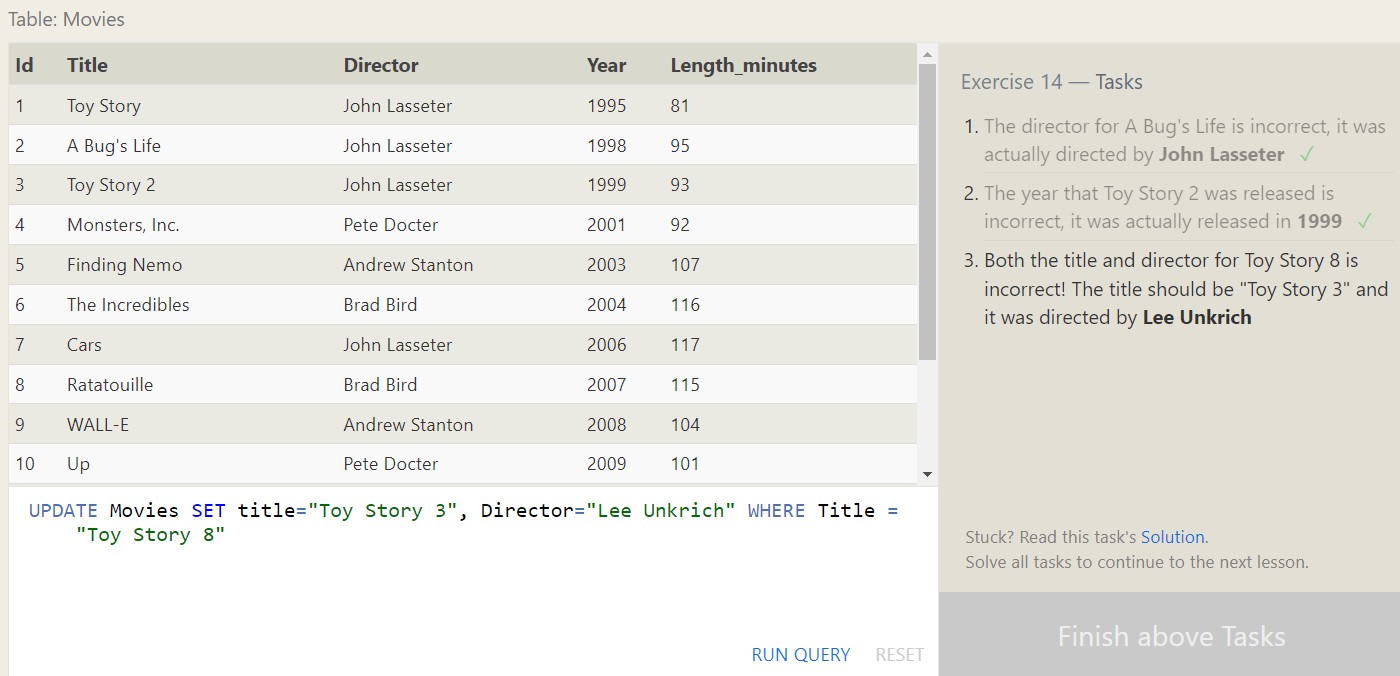 Table: Movies
Id Title Director Year Length_minutes
1 Toy Story John Lasseter 1995 81
2 A Bug's Life John Lasseter 1998 95
3 Toy Story 2 John Lasseter 1999 93
4 Monsters, Inc. Pete Docter 2001 92
5 Finding Nemo Andrew Stanton 2003 107
6 The Incredibles Brad Bird 2004 116
7 Cars John Lasseter 2006 117
8 Ratatouille Brad Bird 2007 115
9 WALL-E Andrew Stanton 2008 104
10 Up Pete Docter 2009 101
UPDATE Movies SET title="Toy Story 3", Director="Lee Unkrich" WHERE Title =
"Toy Story 8"
RUN QUERY RESET
Exercise 14 — Tasks
1. The director for A Bug's Life is incorrect, it was
actually directed by John Lasseter ✓
2. The year that Toy Story 2 was released is
incorrect, it was actually released in 1999 ✓
3. Both the title and director for Toy Story 8 is
incorrect! The title should be "Toy Story 3" and
it was directed by Lee Unkrich
Stuck? Read this task's Solution.
Solve all tasks to continue to the next lesson.
Finish above Tasks